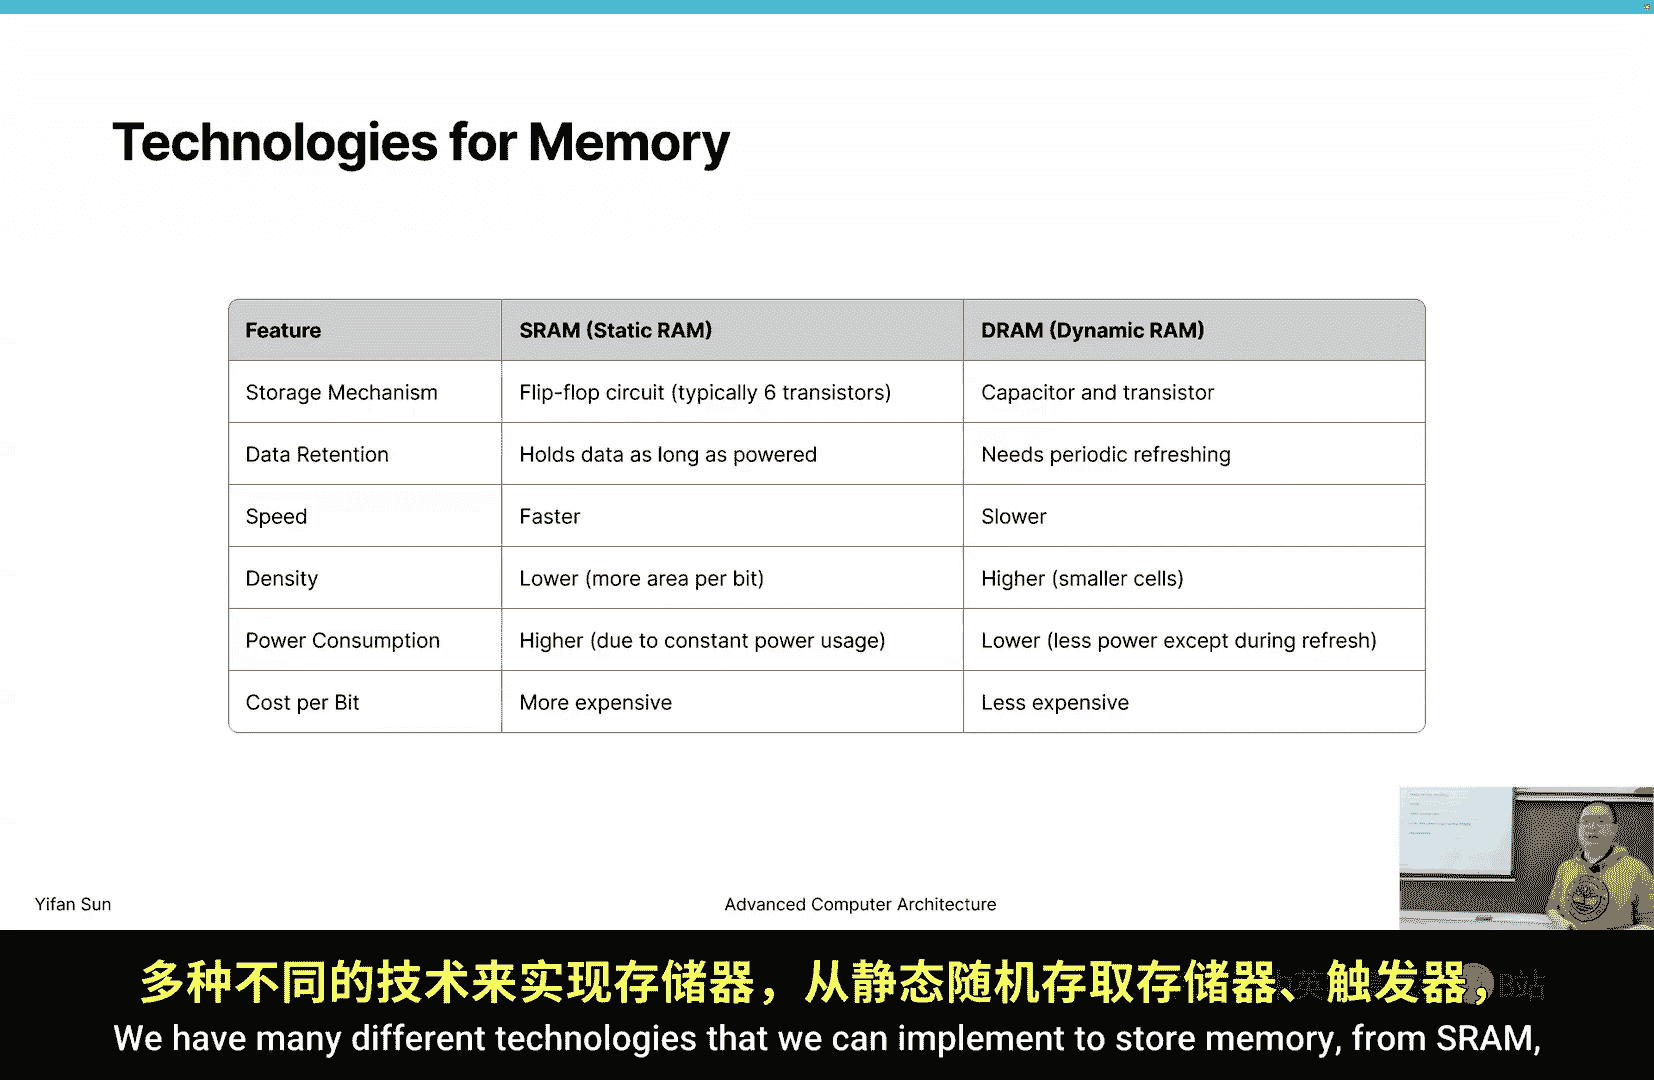 Technologies for Memory
Feature SRAM (Static RAM) DRAM (Dynamic RAM)
Storage Mechanism Flip-flop circuit (typically 6 transistors) Capacitor and transistor
Data Retention Holds data as long as powered Needs periodic refreshing
Speed Faster Slower
Density Lower (more area per bit) Higher (smaller cells)
Power Consumption Higher (due to constant power usage) Lower (less power except during refresh)
Cost per Bit More expensive Less expensive
Yifan Sun Advanced Computer Architecture
多种不同的技术来实现存储器，从静态随机存取存储器、触发器，
B站
We have many different technologies that we can implement to store memory, from SRAM,